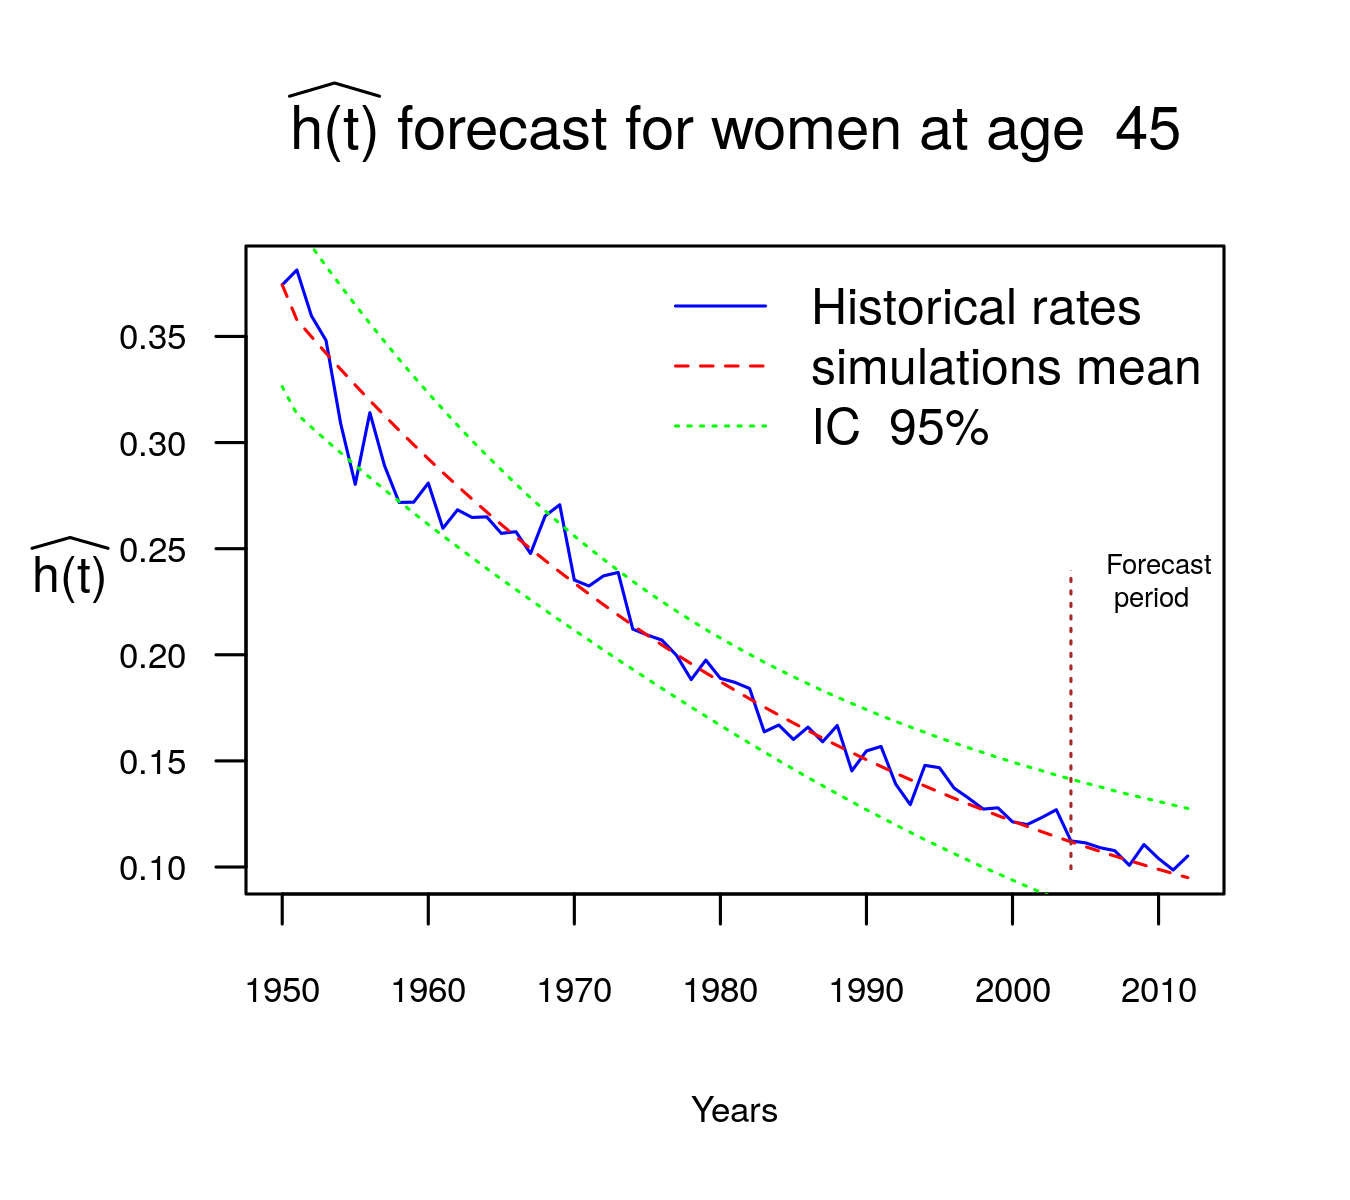 h(t) forecast for women at age 45
Historical rates
simulations mean
IC 95%
Forecast
period
h(t)
0.35
0.30
0.25
0.20
0.15
0.10
1950 1960 1970 1980 1990 2000 2010
Years